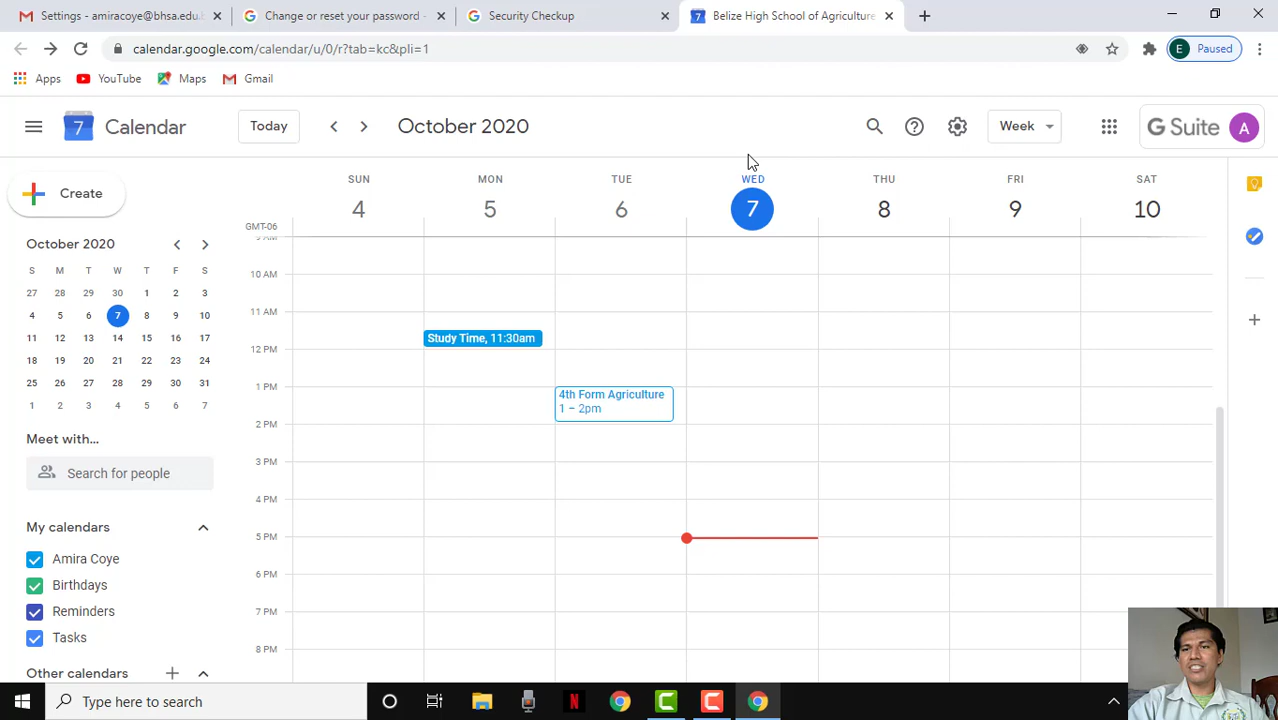 Settings - amiracoye@bhsa.edu.b
Change or reset your password -
Security Checkup
Belize High School of Agriculture
calendar.google.com/calendar/u/0/r?tab=kc&pli=1
E Paused
Apps YouTube Maps Gmail
7 Calendar Today October 2020 Week G Suite A
Create
SUN MON TUE WED THU FRI SAT
4 5 6 7 8 9 10
GMT-06
October 2020
S M T W T F S
27 28 29 30 1 2 3
4 5 6 7 8 9 10
11 12 13 14 15 16 17
18 19 20 21 22 23 24
25 26 27 28 29 30 31
1 2 3 4 5 6 7
Meet with...
Search for people
My calendars
Amira Coye
Birthdays
Reminders
Tasks
Other calendars
9 AM
10 AM
11 AM
Study Time, 11:30am
12 PM
1 PM
4th Form Agriculture
1 – 2pm
2 PM
3 PM
4 PM
5 PM
6 PM
7 PM
8 PM
Type here to search